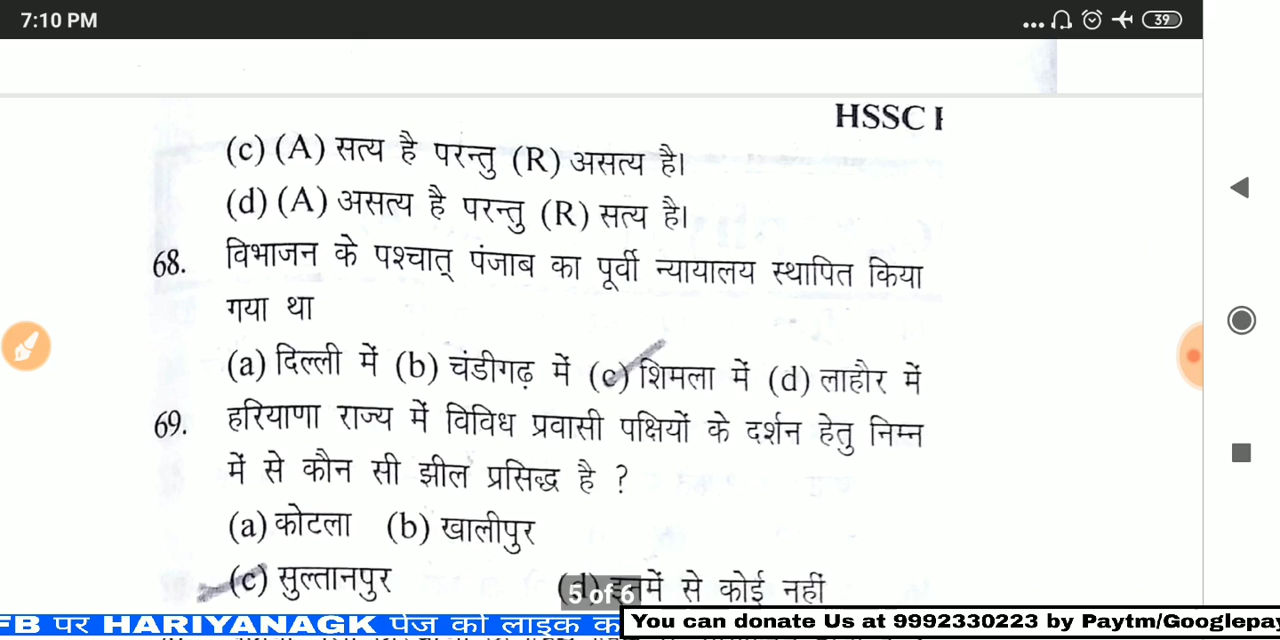 7:10 PM
... 39
HSSC
(c) (A) सत्य है परन्तु (R) असत्य है।
(d) (A) असत्य है परन्तु (R) सत्य है।
68. विभाजन के पश्चात् पंजाब का पूर्वी न्यायालय स्थापित किया
गया था
(a) दिल्ली में (b) चंडीगढ़ में (c) शिमला में (d) लाहौर में
69. हरियाणा राज्य में विविध प्रवासी पक्षियों के दर्शन हेतु निम्न
में से कौन सी झील प्रसिद्ध है ?
(a) कोटला (b) खालीपुर
(c) सुल्तानपुर (d) इनमें से कोई नहीं
5 of 6
FB पर HARIYANAGK पेज को लाइक क
You can donate Us at 9992330223 by Paytm/Googlepay